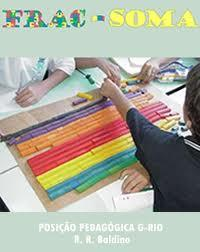 FRAC - SOMA
POSIÇÃO PEDAGÓGICA G-RIO
R. R. Baldino